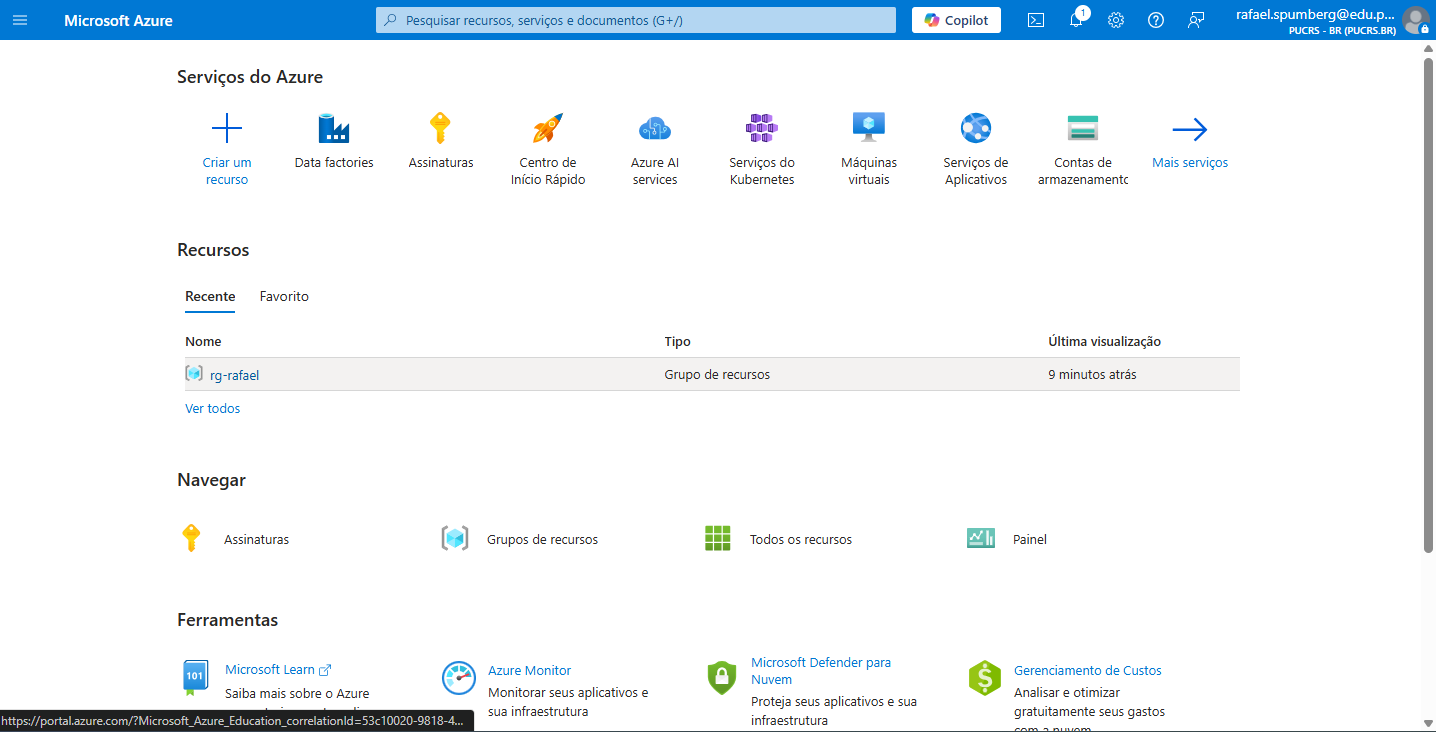 Microsoft Azure
Pesquisar recursos, serviços e documentos (G+/)
Copilot
1
rafael.spumberg@edu.p...
PUCRS - BR (PUCRS.BR)
Serviços do Azure
Criar um
recurso
Data factories
Assinaturas
Centro de
Início Rápido
Azure AI
services
Serviços do
Kubernetes
Máquinas
virtuais
Serviços de
Aplicativos
Contas de
armazenamento
Mais serviços
Recursos
Recente
Favorito
Nome
Tipo
Última visualização
rg-rafael
Grupo de recursos
9 minutos atrás
Ver todos
Navegar
Assinaturas
Grupos de recursos
Todos os recursos
Painel
Ferramentas
101
Microsoft Learn
Saiba mais sobre o Azure
Azure Monitor
Monitorar seus aplicativos e
sua infraestrutura
Microsoft Defender para
Nuvem
Proteja seus aplicativos e sua
infraestrutura
Gerenciamento de Custos
Analisar e otimizar
gratuitamente seus gastos
com a nuvem
https://portal.azure.com/?Microsoft_Azure_Education_correlationId=53c10020-9818-4...